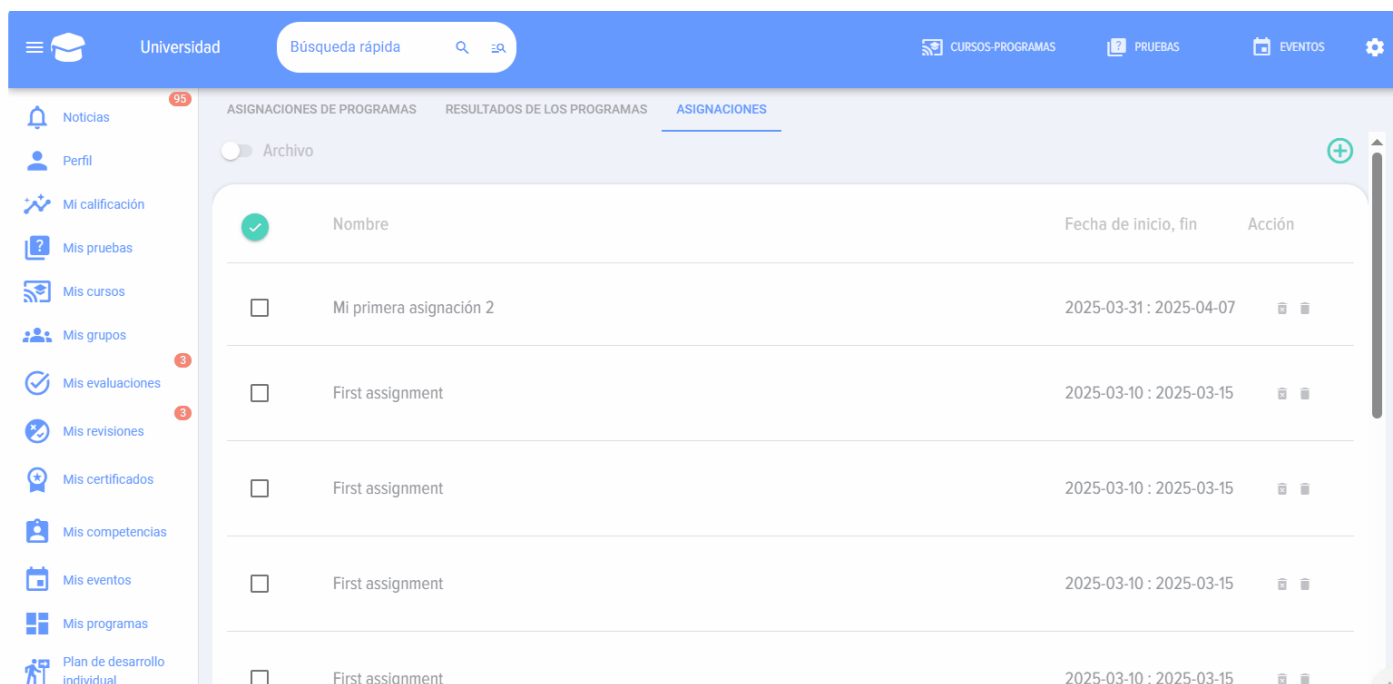 Universidad
Búsqueda rápida
CURSOS-PROGRAMAS
PRUEBAS
EVENTOS
95
Noticias
Perfil
Mi calificación
Mis pruebas
Mis cursos
Mis grupos
3
Mis evaluaciones
3
Mis revisiones
Mis certificados
Mis competencias
Mis eventos
Mis programas
Plan de desarrollo
individual
ASIGNACIONES DE PROGRAMAS RESULTADOS DE LOS PROGRAMAS ASIGNACIONES
Archivo
Nombre Fecha de inicio, fin Acción
Mi primera asignación 2 2025-03-31 : 2025-04-07
First assignment 2025-03-10 : 2025-03-15
First assignment 2025-03-10 : 2025-03-15
First assignment 2025-03-10 : 2025-03-15
First assignment 2025-03-10 : 2025-03-15